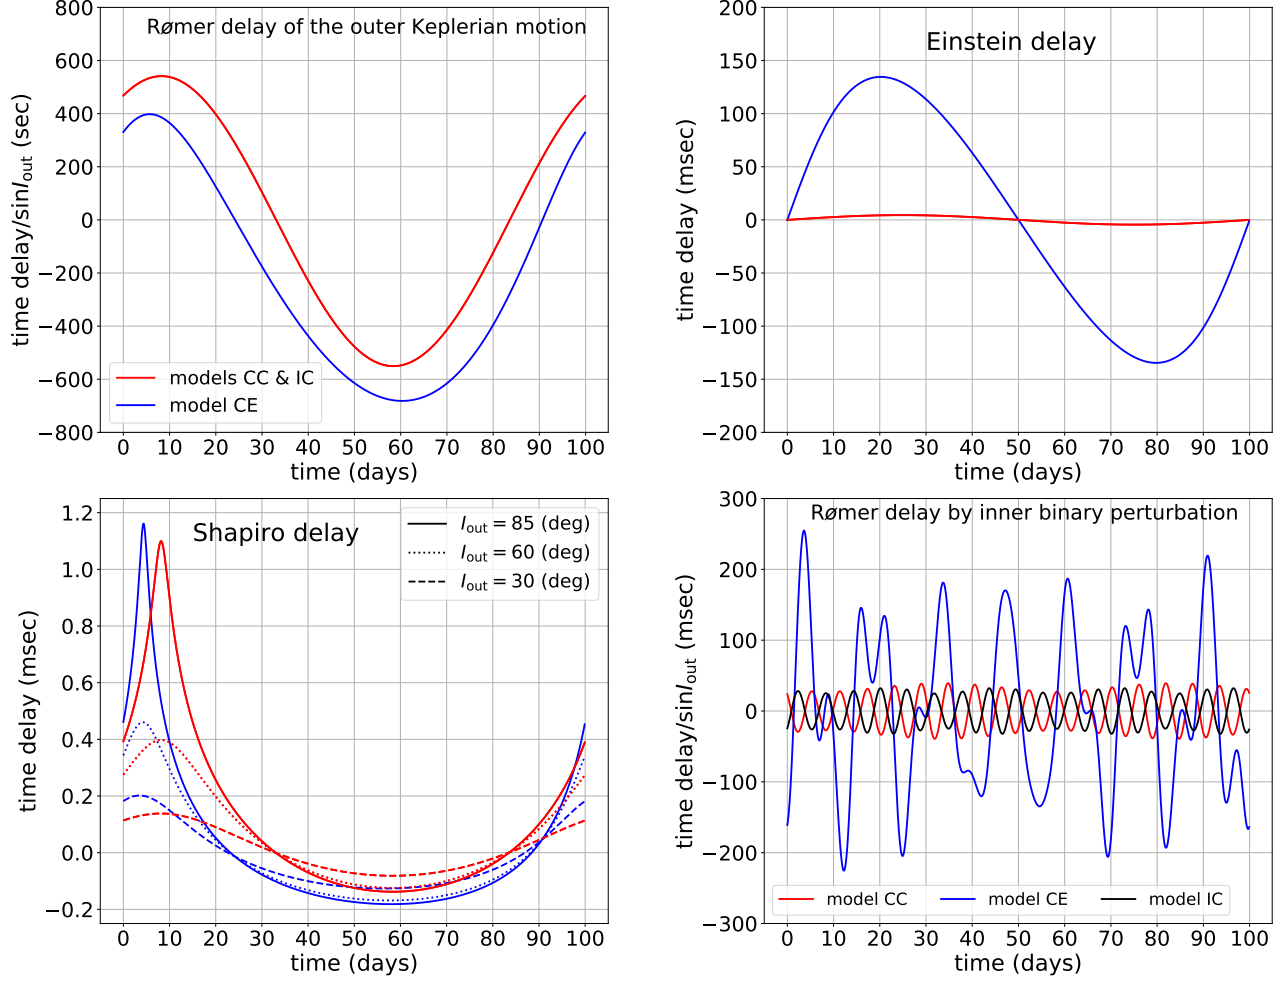 Rømer delay of the outer Keplerian motion
time delay/sinI_out (sec)
800
600
400
200
0
−200
−400
−600
−800
models CC & IC
model CE
0 10 20 30 40 50 60 70 80 90 100
time (days)
Einstein delay
time delay (msec)
200
150
100
50
0
−50
−100
−150
−200
0 10 20 30 40 50 60 70 80 90 100
time (days)
Shapiro delay
time delay (msec)
1.2
1.0
0.8
0.6
0.4
0.2
0.0
−0.2
I_out = 85 (deg)
I_out = 60 (deg)
I_out = 30 (deg)
0 10 20 30 40 50 60 70 80 90 100
time (days)
Rømer delay by inner binary perturbation
time delay/sinI_out (msec)
300
200
100
0
−100
−200
−300
model CC model CE model IC
0 10 20 30 40 50 60 70 80 90 100
time (days)